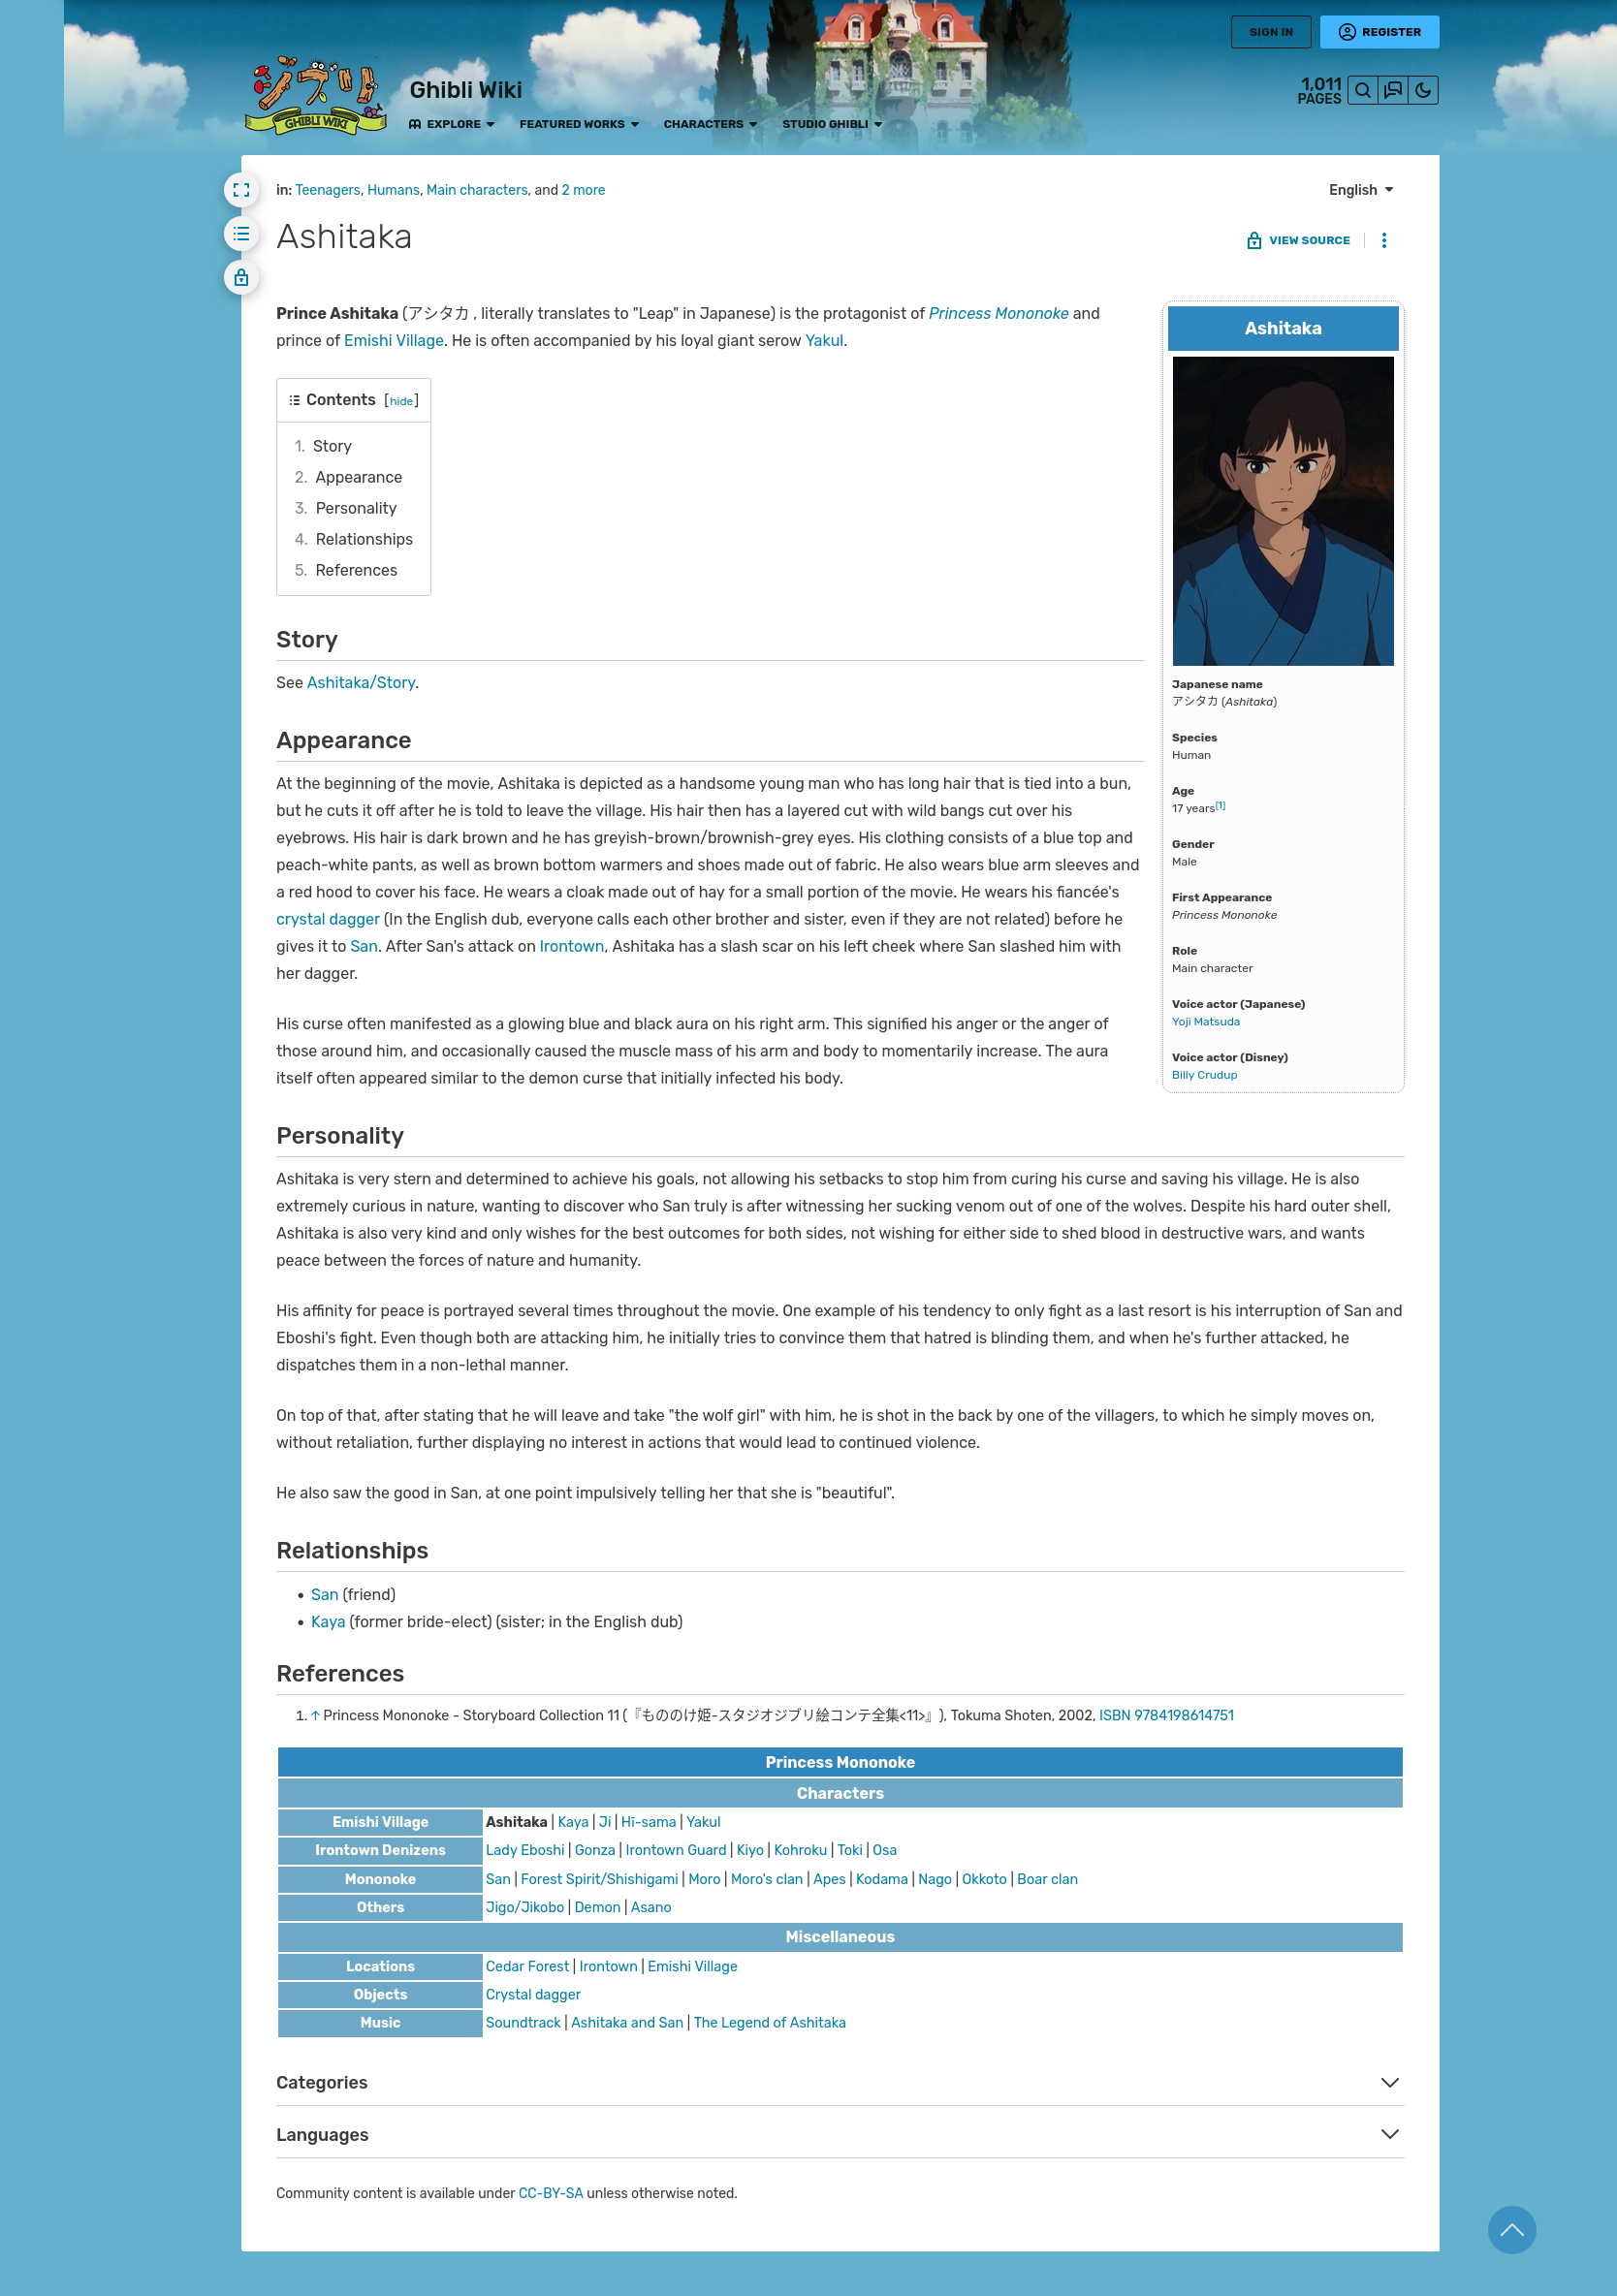 SIGN IN
REGISTER
ジブリ
GHIBLI WIKI
Ghibli Wiki
1,011
PAGES
EXPLORE
FEATURED WORKS
CHARACTERS
STUDIO GHIBLI
in: Teenagers, Humans, Main characters, and 2 more
English
Ashitaka
VIEW SOURCE
Prince Ashitaka (アシタカ , literally translates to "Leap" in Japanese) is the protagonist of Princess Mononoke and
prince of Emishi Village. He is often accompanied by his loyal giant serow Yakul.
Contents [hide]
1. Story
2. Appearance
3. Personality
4. Relationships
5. References
Story
See Ashitaka/Story.
Appearance
At the beginning of the movie, Ashitaka is depicted as a handsome young man who has long hair that is tied into a bun,
but he cuts it off after he is told to leave the village. His hair then has a layered cut with wild bangs cut over his
eyebrows. His hair is dark brown and he has greyish-brown/brownish-grey eyes. His clothing consists of a blue top and
peach-white pants, as well as brown bottom warmers and shoes made out of fabric. He also wears blue arm sleeves and
a red hood to cover his face. He wears a cloak made out of hay for a small portion of the movie. He wears his fiancée's
crystal dagger (In the English dub, everyone calls each other brother and sister, even if they are not related) before he
gives it to San. After San's attack on Irontown, Ashitaka has a slash scar on his left cheek where San slashed him with
her dagger.
His curse often manifested as a glowing blue and black aura on his right arm. This signified his anger or the anger of
those around him, and occasionally caused the muscle mass of his arm and body to momentarily increase. The aura
itself often appeared similar to the demon curse that initially infected his body.
Ashitaka
Japanese name
アシタカ (Ashitaka)
Species
Human
Age
17 years[1]
Gender
Male
First Appearance
Princess Mononoke
Role
Main character
Voice actor (Japanese)
Yoji Matsuda
Voice actor (Disney)
Billy Crudup
Personality
Ashitaka is very stern and determined to achieve his goals, not allowing his setbacks to stop him from curing his curse and saving his village. He is also
extremely curious in nature, wanting to discover who San truly is after witnessing her sucking venom out of one of the wolves. Despite his hard outer shell,
Ashitaka is also very kind and only wishes for the best outcomes for both sides, not wishing for either side to shed blood in destructive wars, and wants
peace between the forces of nature and humanity.
His affinity for peace is portrayed several times throughout the movie. One example of his tendency to only fight as a last resort is his interruption of San and
Eboshi's fight. Even though both are attacking him, he initially tries to convince them that hatred is blinding them, and when he's further attacked, he
dispatches them in a non-lethal manner.
On top of that, after stating that he will leave and take "the wolf girl" with him, he is shot in the back by one of the villagers, to which he simply moves on,
without retaliation, further displaying no interest in actions that would lead to continued violence.
He also saw the good in San, at one point impulsively telling her that she is "beautiful".
Relationships
• San (friend)
• Kaya (former bride-elect) (sister; in the English dub)
References
1. ↑ Princess Mononoke - Storyboard Collection 11 (『もののけ姫-スタジオジブリ絵コンテ全集<11>』), Tokuma Shoten, 2002, ISBN 9784198614751
Princess Mononoke
Characters
Emishi Village Ashitaka | Kaya | Ji | Hī-sama | Yakul
Irontown Denizens Lady Eboshi | Gonza | Irontown Guard | Kiyo | Kohroku | Toki | Osa
Mononoke San | Forest Spirit/Shishigami | Moro | Moro's clan | Apes | Kodama | Nago | Okkoto | Boar clan
Others Jigo/Jikobo | Demon | Asano
Miscellaneous
Locations Cedar Forest | Irontown | Emishi Village
Objects Crystal dagger
Music Soundtrack | Ashitaka and San | The Legend of Ashitaka
Categories
Languages
Community content is available under CC-BY-SA unless otherwise noted.